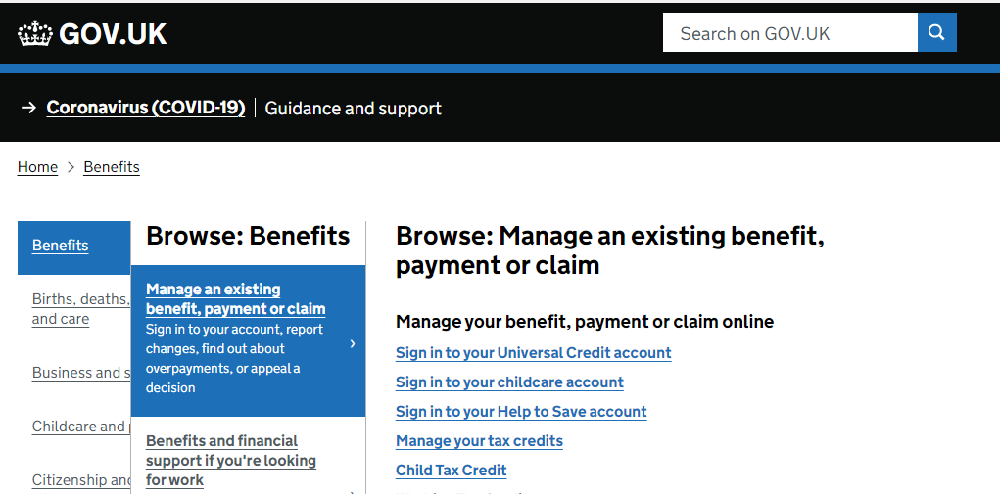 GOV.UK
Search on GOV.UK
→ Coronavirus (COVID-19) | Guidance and support
Home > Benefits
Benefits
Births, deaths,
and care
Business and s
Childcare and
Citizenship and
Browse: Benefits
Manage an existing
benefit, payment or claim
Sign in to your account, report
changes, find out about
overpayments, or appeal a
decision
Benefits and financial
support if you're looking
for work
Browse: Manage an existing benefit,
payment or claim
Manage your benefit, payment or claim online
Sign in to your Universal Credit account
Sign in to your childcare account
Sign in to your Help to Save account
Manage your tax credits
Child Tax Credit